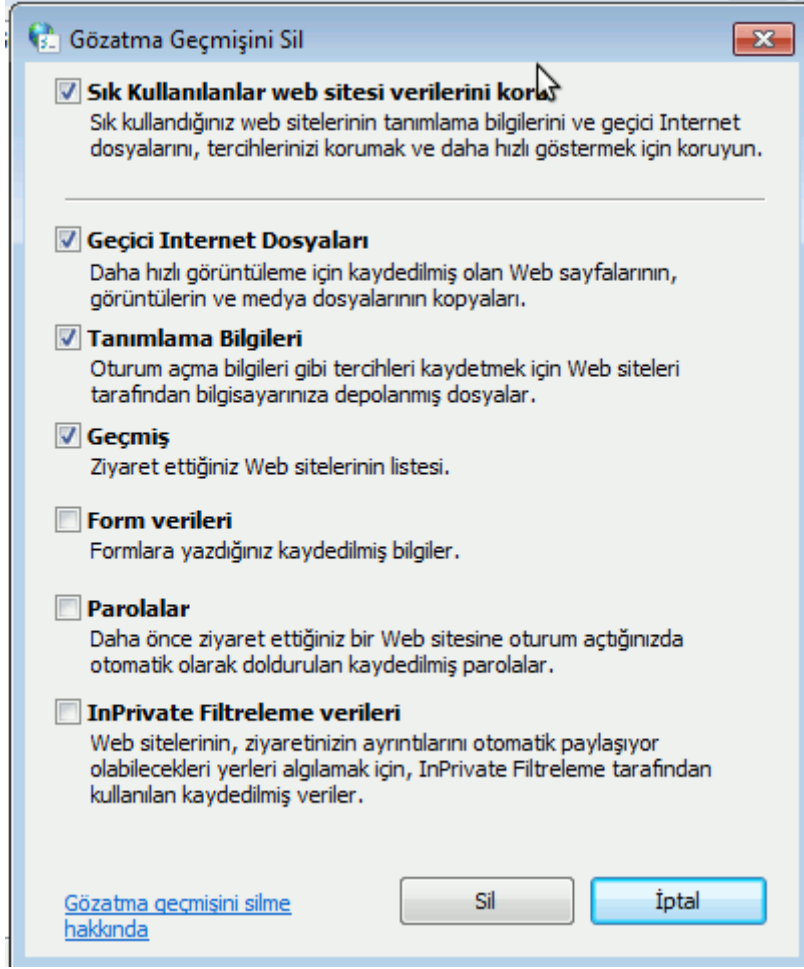 Gözatma Geçmişini Sil
Sık Kullanılanlar web sitesi verilerini koru
Sık kullandığınız web sitelerinin tanımlama bilgilerini ve geçici Internet
dosyalarını, tercihlerinizi korumak ve daha hızlı göstermek için koruyun.
Geçici Internet Dosyaları
Daha hızlı görüntüleme için kaydedilmiş olan Web sayfalarının,
görüntülerin ve medya dosyalarının kopyaları.
Tanımlama Bilgileri
Oturum açma bilgileri gibi tercihleri kaydetmek için Web siteleri
tarafından bilgisayarınıza depolanmış dosyalar.
Geçmiş
Ziyaret ettiğiniz Web sitelerinin listesi.
Form verileri
Formlara yazdığınız kaydedilmiş bilgiler.
Parolalar
Daha önce ziyaret ettiğiniz bir Web sitesine oturum açtığınızda
otomatik olarak doldurulan kaydedilmiş parolalar.
InPrivate Filtreleme verileri
Web sitelerinin, ziyaretinizin ayrıntılarını otomatik paylaşıyor
olabilecekleri yerleri algılamak için, InPrivate Filtreleme tarafından
kullanılan kaydedilmiş veriler.
Gözatma geçmişini silme
hakkında
Sil
İptal